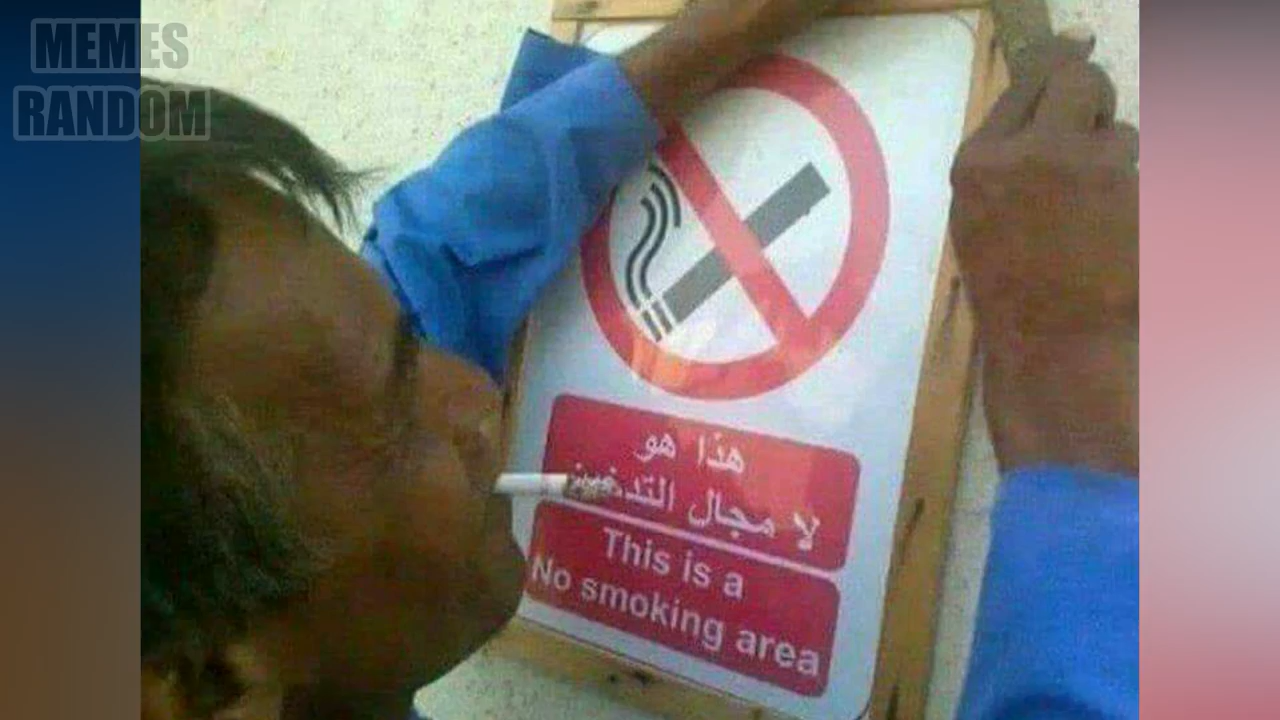 MEMES
RANDOM
هذا هو
لا مجال التدخين
This is a
No smoking area